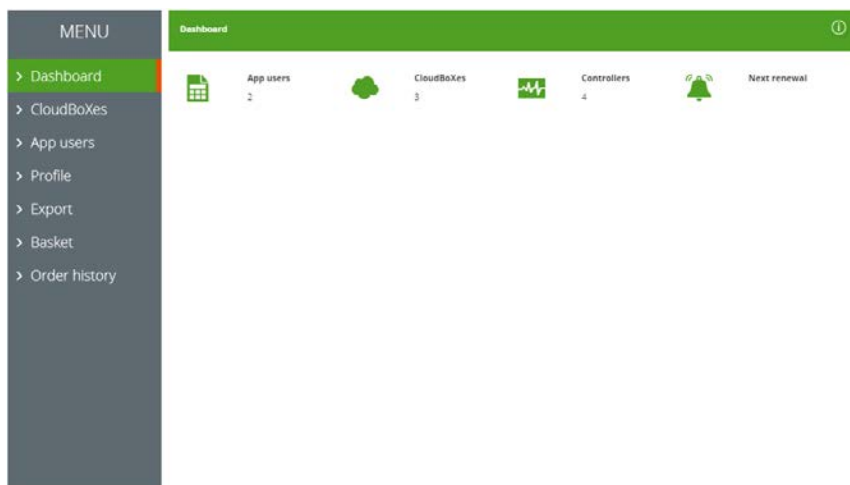 MENU
Dashboard
CloudBoXes
App users
Profile
Export
Basket
Order history
Dashboard
App users
2
CloudBoXes
3
Controllers
4
Next renewal